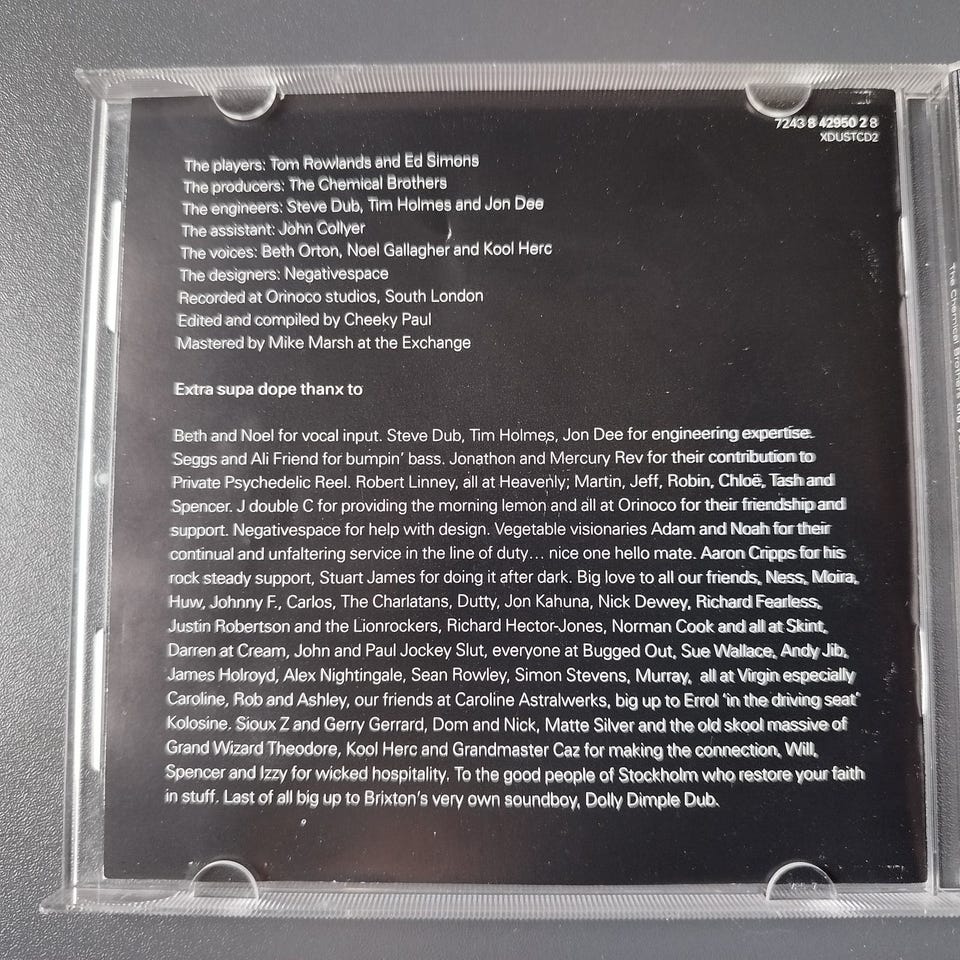 7243 8 42950 2 8
XDUSTCD2
The players: Tom Rowlands and Ed Simons
The producers: The Chemical Brothers
The engineers: Steve Dub, Tim Holmes and Jon Dee
The assistant: John Collyer
The voices: Beth Orton, Noel Gallagher and Kool Herc
The designers: Negativespace
Recorded at Orinoco studios, South London
Edited and compiled by Cheeky Paul
Mastered by Mike Marsh at the Exchange
Extra supa dope thanx to
Beth and Noel for vocal input. Steve Dub, Tim Holmes, Jon Dee for engineering expertise.
Seggs and Ali Friend for bumpin' bass. Jonathon and Mercury Rev for their contribution to
Private Psychedelic Reel. Robert Linney, all at Heavenly; Martin, Jeff, Robin, Chloë, Tash and
Spencer. J double C for providing the morning lemon and all at Orinoco for their friendship and
support. Negativespace for help with design. Vegetable visionaries Adam and Noah for their
continual and unfaltering service in the line of duty... nice one hello mate. Aaron Cripps for his
rock steady support, Stuart James for doing it after dark. Big love to all our friends, Ness, Moira,
Huw, Johnny F., Carlos, The Charlatans, Dutty, Jon Kahuna, Nick Dewey, Richard Fearless,
Justin Robertson and the Lionrockers, Richard Hector-Jones, Norman Cook and all at Skint,
Darren at Cream, John and Paul Jockey Slut, everyone at Bugged Out, Sue Wallace, Andy Jib,
James Holroyd, Alex Nightingale, Sean Rowley, Simon Stevens, Murray, all at Virgin especially
Caroline, Rob and Ashley, our friends at Caroline Astralwerks, big up to Errol 'in the driving seat'
Kolosine. Sioux Z and Gerry Gerrard, Dom and Nick, Matte Silver and the old skool massive of
Grand Wizard Theodore, Kool Herc and Grandmaster Caz for making the connection, Will,
Spencer and Izzy for wicked hospitality. To the good people of Stockholm who restore your faith
in stuff. Last of all big up to Brixton's very own soundboy, Dolly Dimple Dub.
The Chemical Brothers